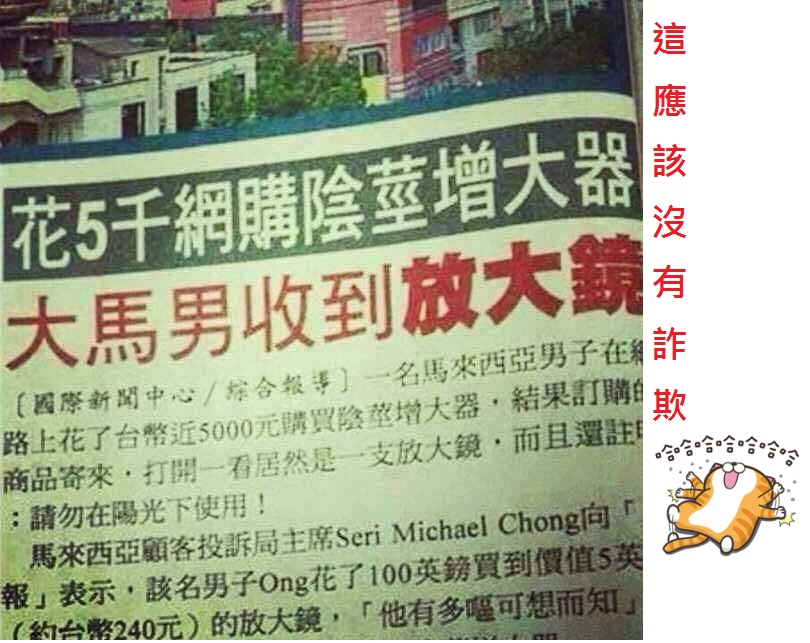 花5千網購陰莖增大器
大馬男收到放大鏡
〔國際新聞中心/綜合報導〕一名馬來西亞男子在網
路上花了台幣近5000元購買陰莖增大器，結果訂購的
商品寄來，打開一看居然是一支放大鏡，而且還註明
：請勿在陽光下使用！
馬來西亞顧客投訴局主席Seri Michael Chong向「
報」表示，該名男子Ong花了100英鎊買到價值5英
（約台幣240元）的放大鏡，「他有多嘔可想而知」
這應該沒有詐欺
哈哈哈哈哈哈哈